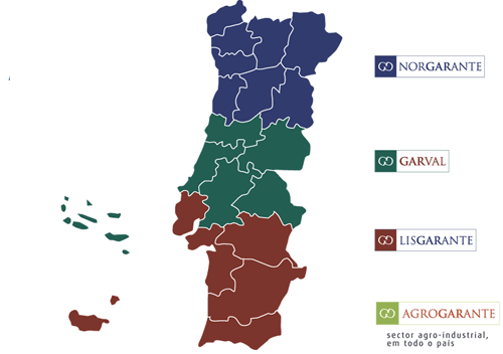 NORGARANTE
GARVAL
LISGARANTE
AGROGARANTE
sector agro-industrial,
em todo o país